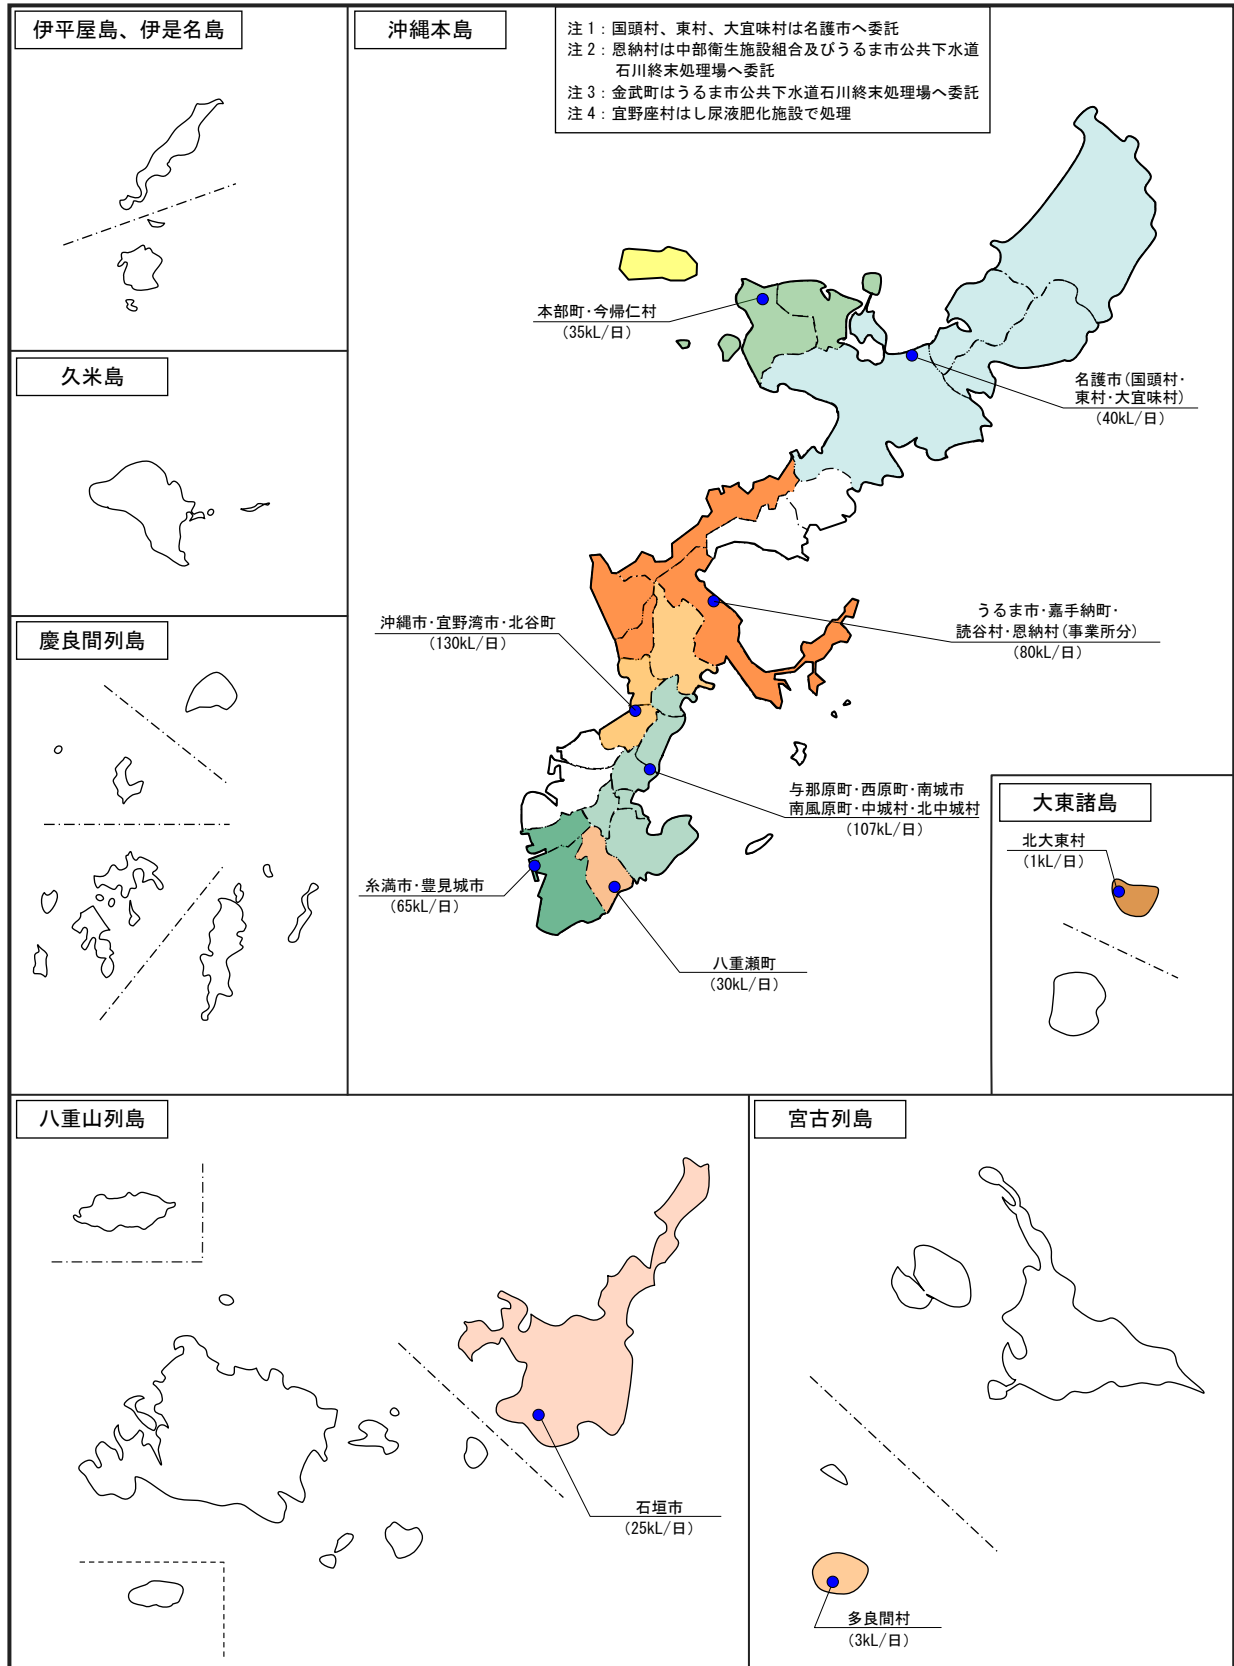 伊平屋島、伊是名島
沖縄本島
注1：国頭村、東村、大宜味村は名護市へ委託
注2：恩納村は中部衛生施設組合及びうるま市公共下水道
石川終末処理場へ委託
注3：金武町はうるま市公共下水道石川終末処理場へ委託
注4：宜野座村はし尿液肥化施設で処理
本部町・今帰仁村
(35kL/日)
名護市(国頭村・
東村・大宜味村)
(40kL/日)
久米島
うるま市・嘉手納町・
読谷村・恩納村(事業所分)
(80kL/日)
沖縄市・宜野湾市・北谷町
(130kL/日)
慶良間列島
与那原町・西原町・南城市
南風原町・中城村・北中城村
(107kL/日)
糸満市・豊見城市
(65kL/日)
八重瀬町
(30kL/日)
大東諸島
北大東村
(1kL/日)
八重山列島
石垣市
(25kL/日)
宮古列島
多良間村
(3kL/日)